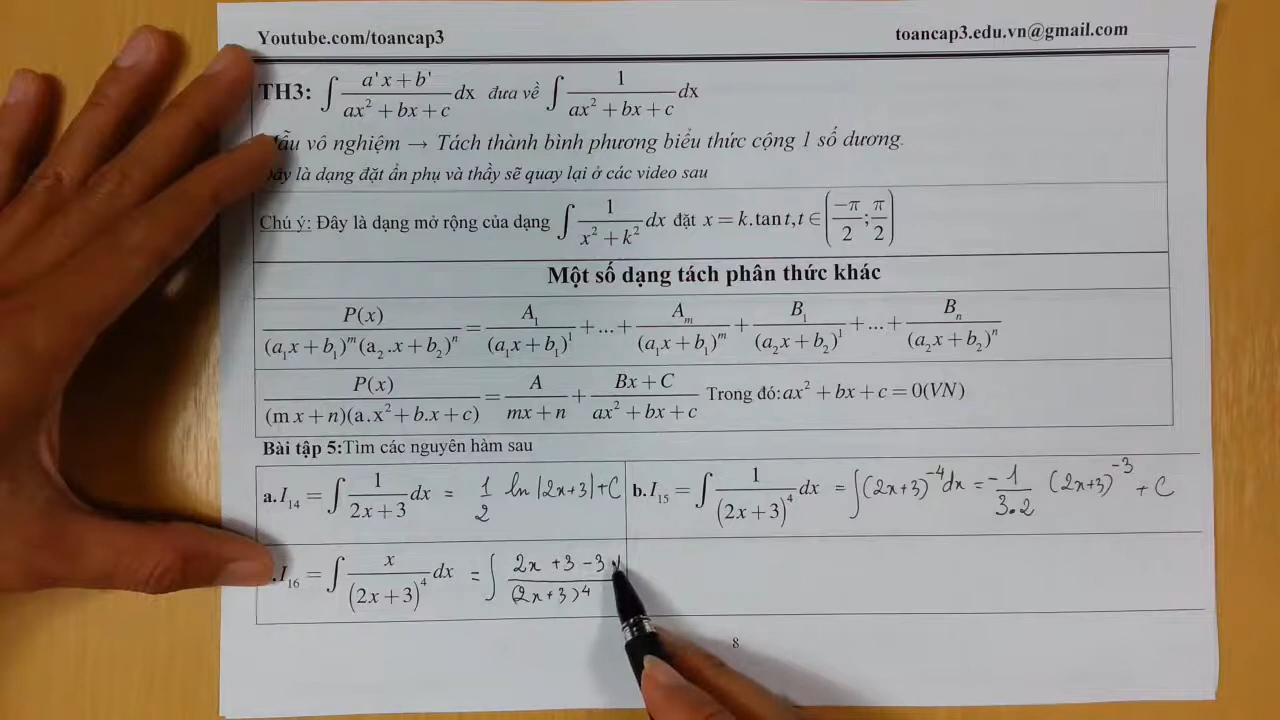 Youtube.com/toancap3 toancap3.edu.vn@gmail.com
TH3: ∫ (a'x + b')/(ax² + bx + c) dx đưa về ∫ 1/(ax² + bx + c) dx
vô nghiệm → Tách thành bình phương biểu thức cộng 1 số dương.
là dạng đặt ẩn phụ và thầy sẽ quay lại ở các video sau
Chú ý: Đây là dạng mở rộng của dạng ∫ 1/(x² + k²) dx đặt x = k.tan t, t ∈ (-π/2; π/2)
Một số dạng tách phân thức khác
P(x)/((a₁x + b₁)^m (a₂.x + b₂)^n) = A₁/(a₁x + b₁)¹ + ... + A_m/(a₁x + b₁)^m + B₁/(a₂x + b₂)¹ + ... + B_n/(a₂x + b₂)^n
P(x)/((mx + n)(a.x² + b.x + c)) = A/(mx + n) + (Bx + C)/(ax² + bx + c) Trong đó: ax² + bx + c = 0(VN)
Bài tập 5:Tìm các nguyên hàm sau
a. I₁₄ = ∫ 1/(2x + 3) dx = 1/2 ln |2x+3| + C
b. I₁₅ = ∫ 1/(2x + 3)⁴ dx = ∫ (2x+3)⁻⁴ dx = -1/(3.2) (2x+3)⁻³ + C
I₁₆ = ∫ x/(2x + 3)⁴ dx = ∫ (2x + 3 - 3)/(2x+3)⁴
8